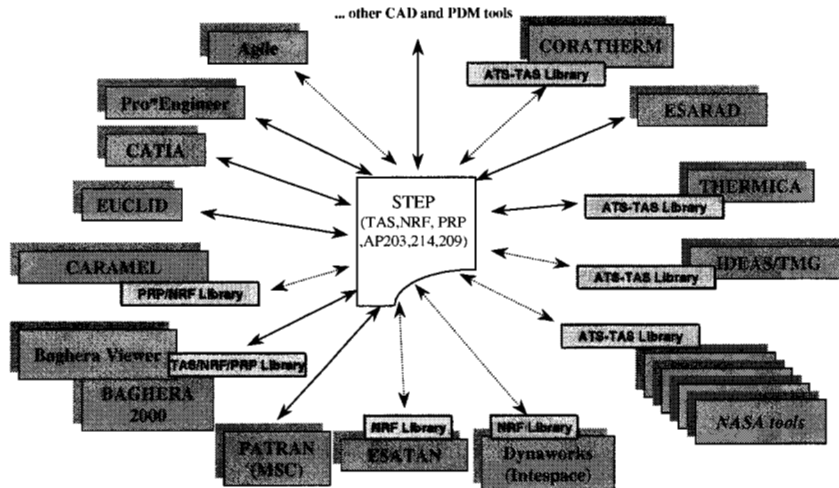 ... other CAD and PDM tools
Agile
CORATHERM
ATS-TAS Library
Pro*Engineer
ESARAD
CATIA
STEP
(TAS,NRF, PRP
,AP203,214,209)
THERMICA
ATS-TAS Library
EUCLID
CARAMEL
PRP/NRF Library
IDEAS/TMG
ATS-TAS Library
ATS-TAS Library
Baghera Viewer
TAS/NRF/PRP Library
BAGHERA
2000
NASA tools
PATRAN
(MSC)
NRF Library
ESATAN
NRF Library
Dynaworks
(Intespace)